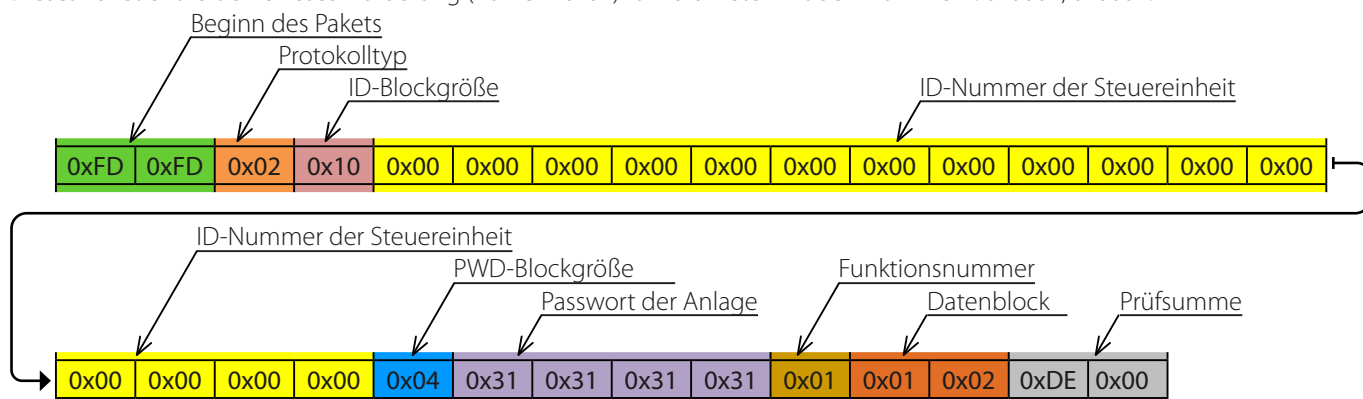 Beginn des Pakets
Protokolltyp
ID-Blockgröße
ID-Nummer der Steuereinheit
0xFD 0xFD 0x02 0x10 0x00 0x00 0x00 0x00 0x00 0x00 0x00 0x00 0x00 0x00 0x00 0x00
ID-Nummer der Steuereinheit
PWD-Blockgröße
Funktionsnummer
Passwort der Anlage
Datenblock
Prüfsumme
0x00 0x00 0x00 0x00 0x04 0x31 0x31 0x31 0x31 0x01 0x01 0x02 0xDE 0x00